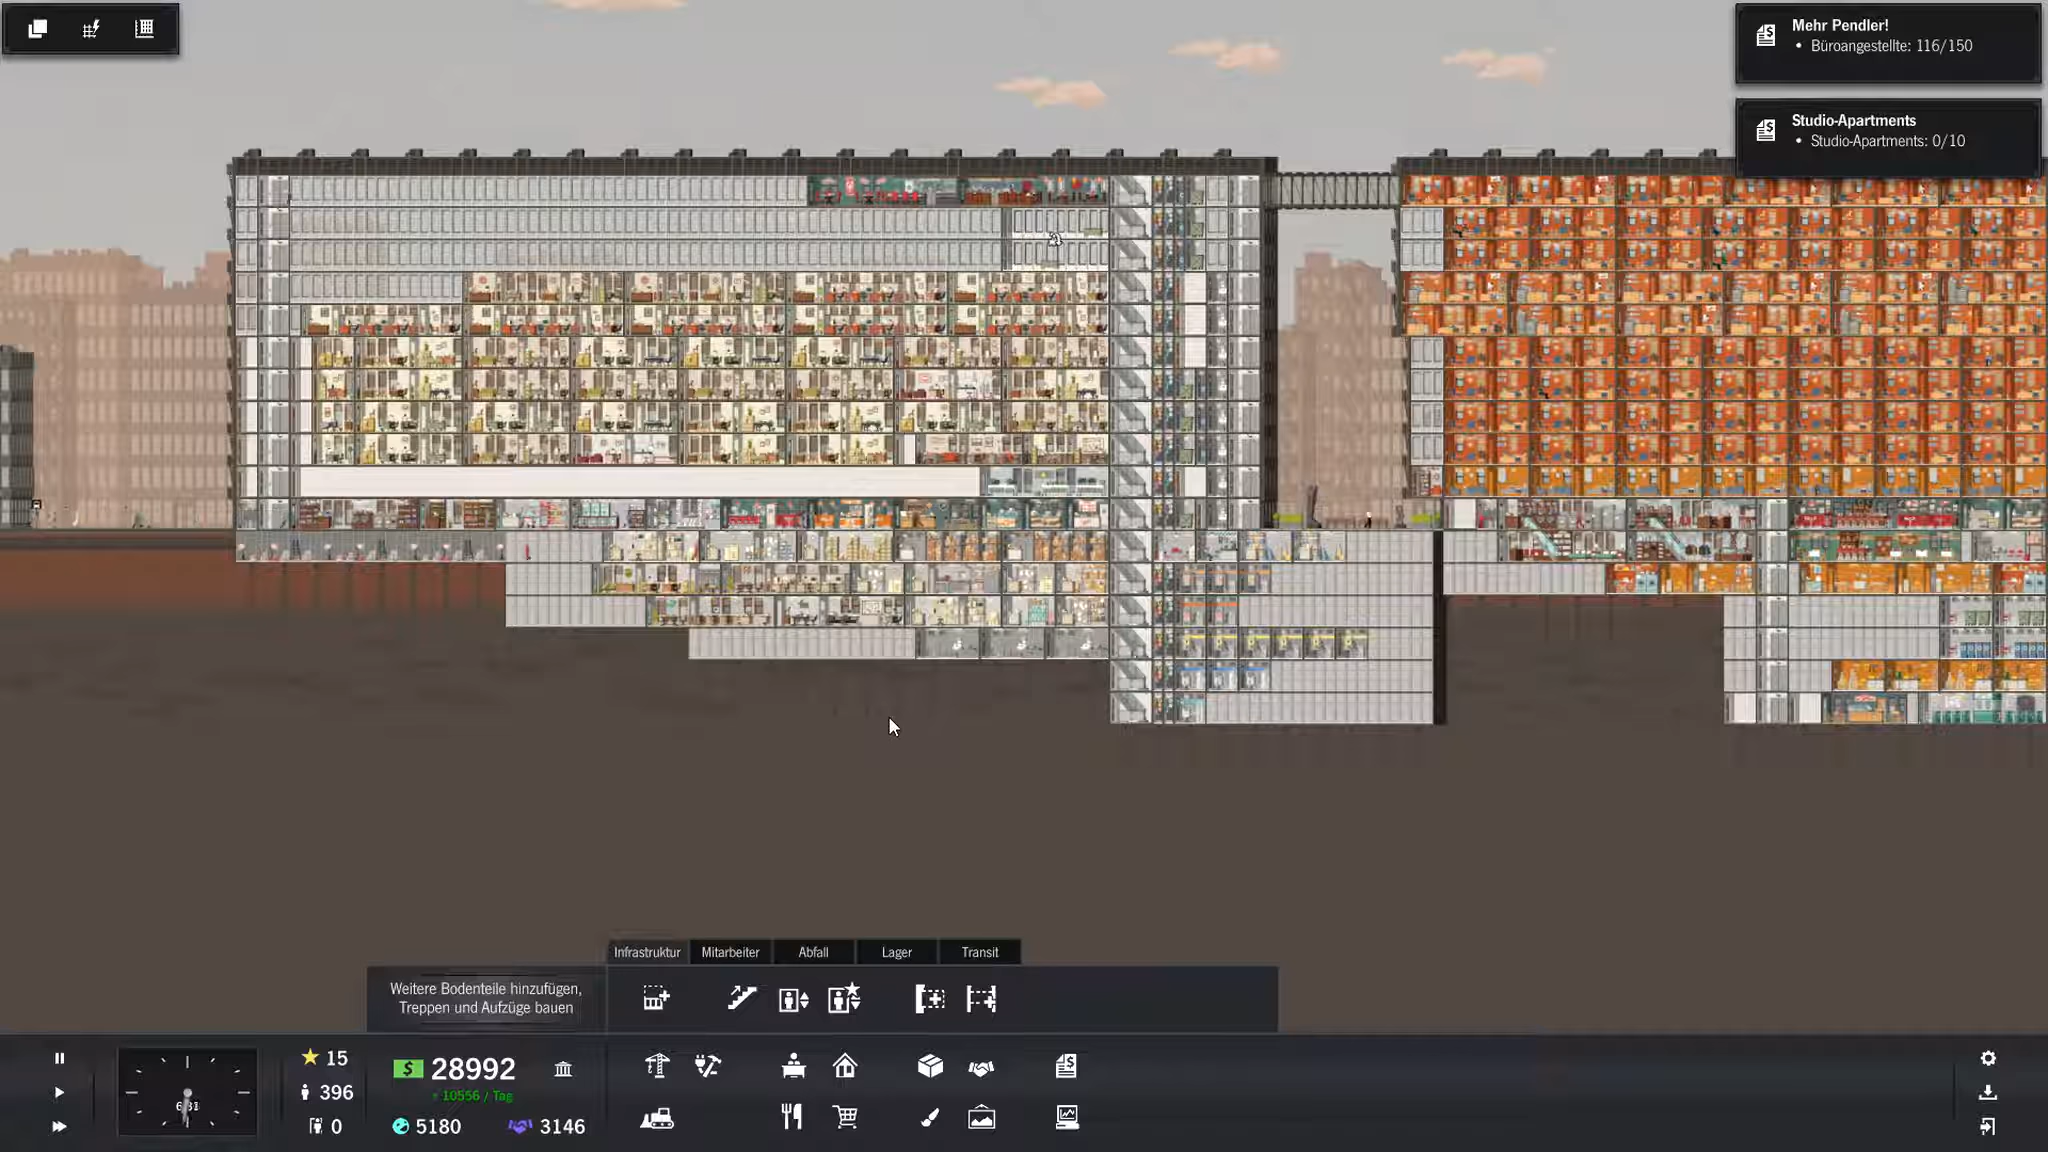 Mehr Pendler!
• Büroangestellte: 116/150
Studio-Apartments
• Studio-Apartments: 0/10
Infrastruktur
Mitarbeiter
Abfall
Lager
Transit
Weitere Bodenteile hinzufügen,
Treppen und Aufzüge bauen
15
396
0
28992
+ 10556 / Tag
5180
3146